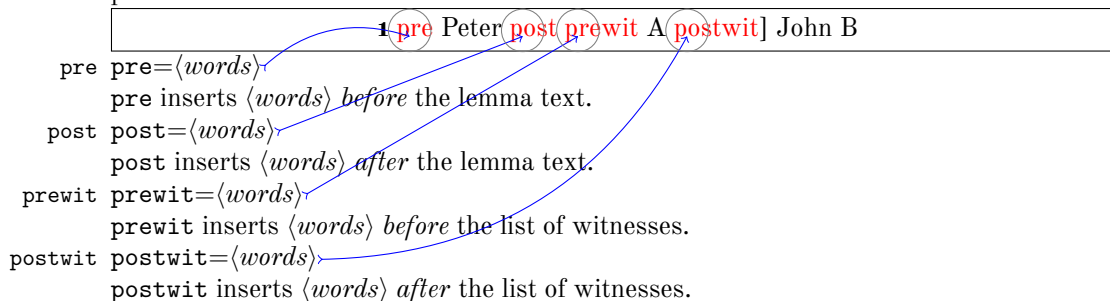 1 pre Peter post prewit A postwit] John B
pre pre=⟨words⟩
pre inserts ⟨words⟩ before the lemma text.
post post=⟨words⟩
post inserts ⟨words⟩ after the lemma text.
prewit prewit=⟨words⟩
prewit inserts ⟨words⟩ before the list of witnesses.
postwit postwit=⟨words⟩
postwit inserts ⟨words⟩ after the list of witnesses.